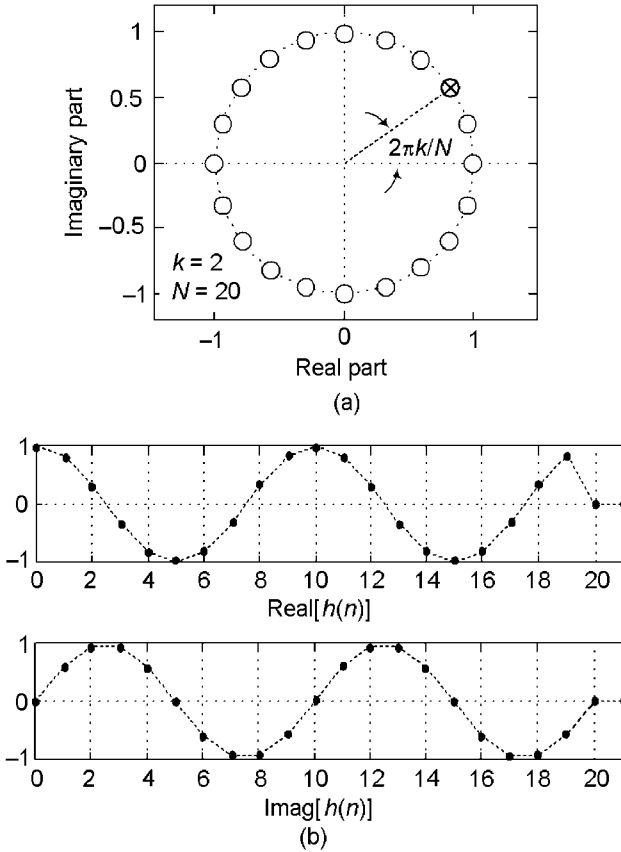 1
0.5
0
−0.5
−1
Imaginary part
2πk/N
k = 2
N = 20
−1
0
1
Real part
(a)
1
0
−1
0 2 4 6 8 10 12 14 16 18 20
Real[h(n)]
1
0
−1
0 2 4 6 8 10 12 14 16 18 20
Imag[h(n)]
(b)